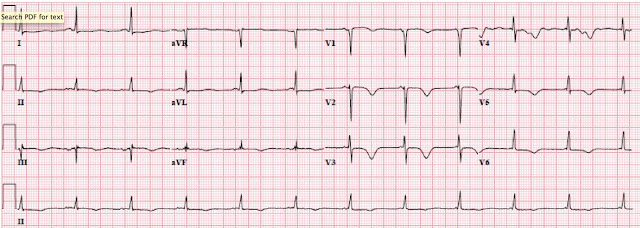 Search PDF for text
I
aVR
V1
V4
II
aVL
V2
V5
III
aVF
V3
V6
II